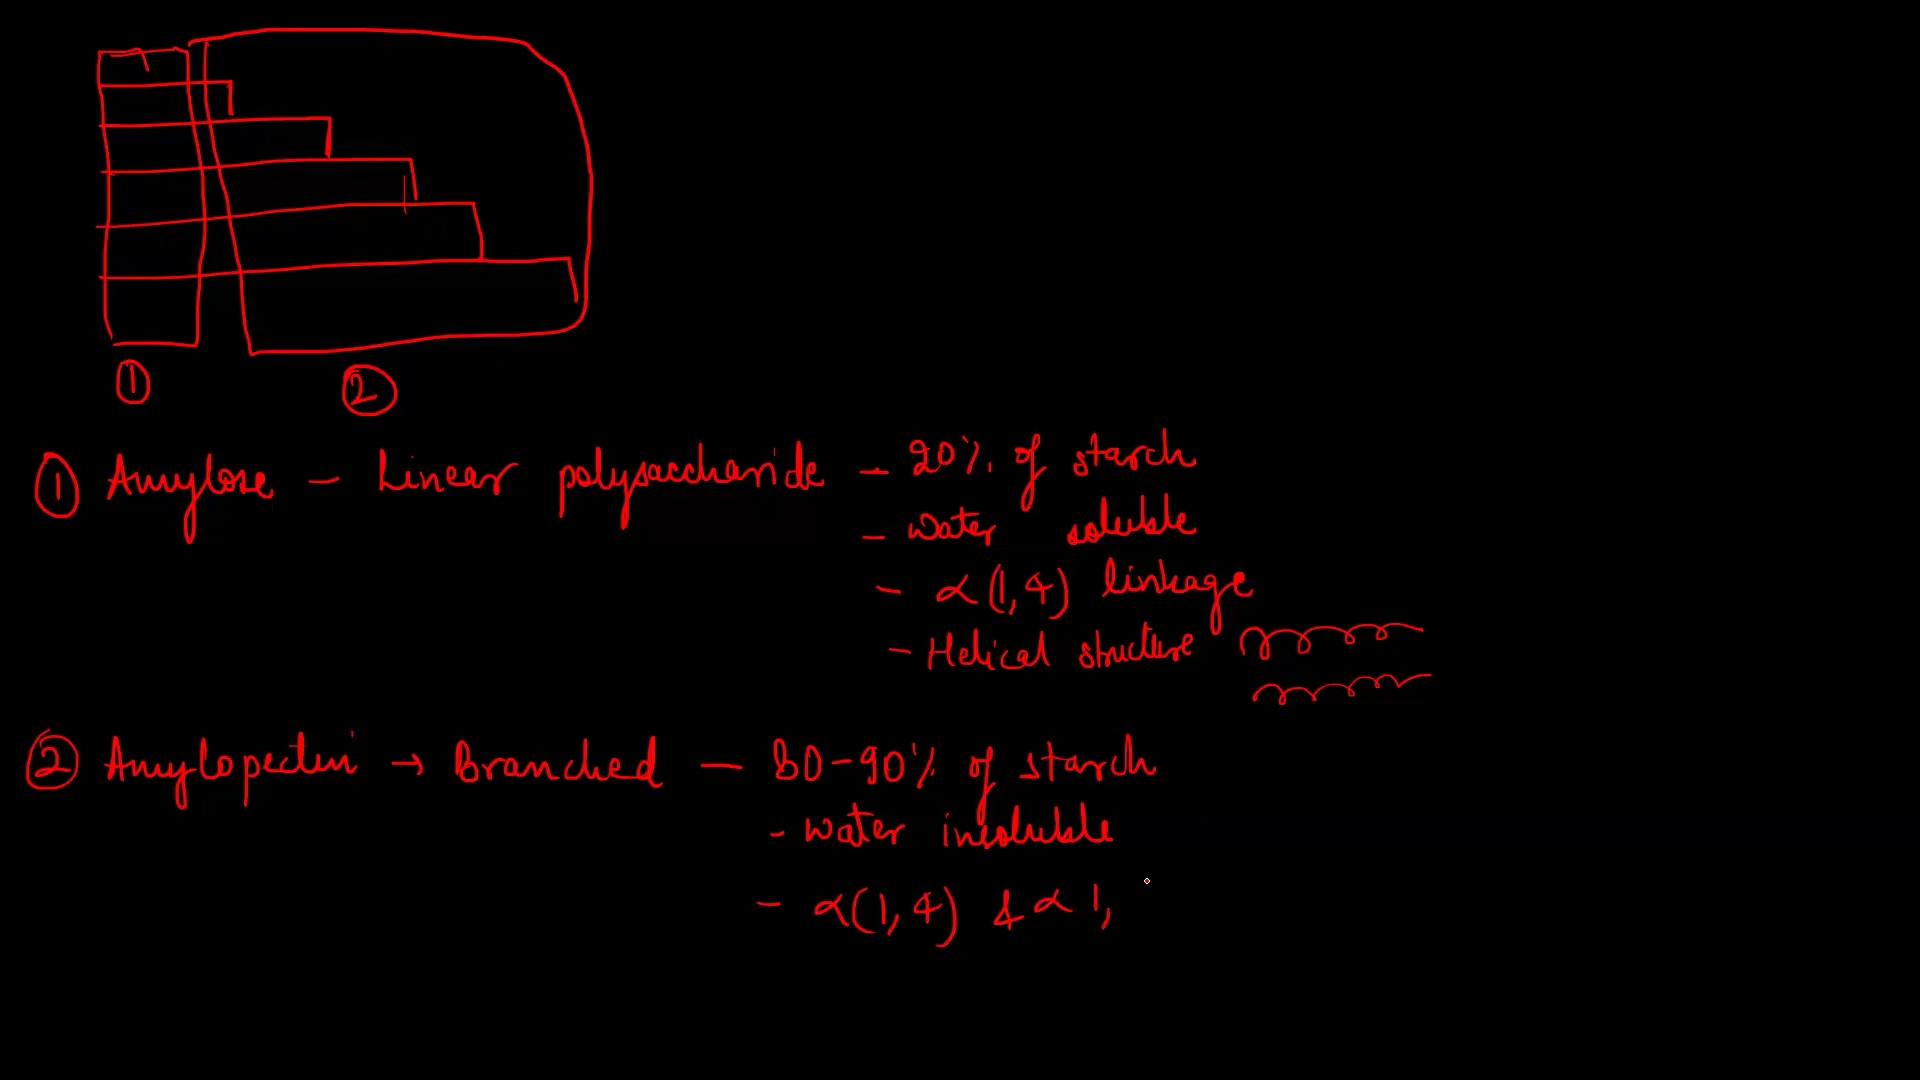 ① ②
① Amylose - Linear polysaccharide - 20% of starch
- water soluble
- α(1,4) linkage
- Helical structure
② Amylopectin → Branched - 80-90% of starch
- water insoluble
- α(1,4) & α 1,